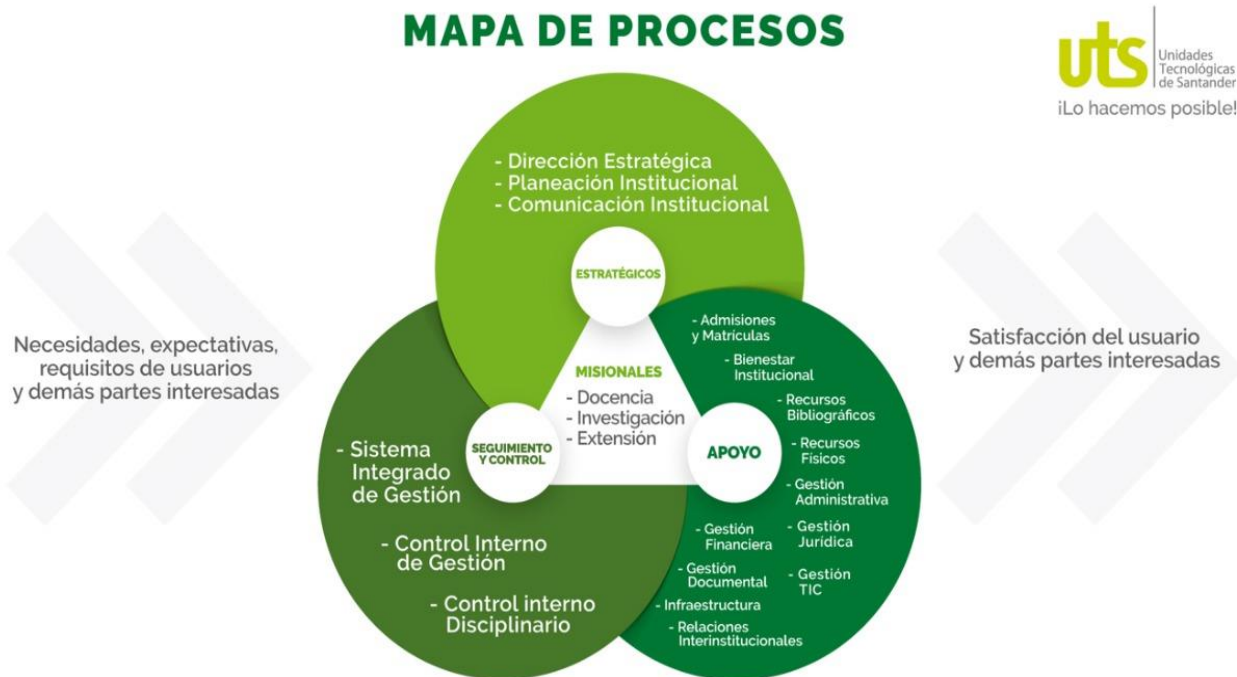 MAPA DE PROCESOS
uts
Unidades
Tecnológicas
de Santander
¡Lo hacemos posible!
Necesidades, expectativas,
requisitos de usuarios
y demás partes interesadas
- Dirección Estratégica
- Planeación Institucional
- Comunicación Institucional
ESTRATÉGICOS
MISIONALES
- Docencia
- Investigación
- Extensión
SEGUIMIENTO
Y CONTROL
- Sistema
Integrado
de Gestión
- Control Interno
de Gestión
- Control interno
Disciplinario
APOYO
- Admisiones
y Matrículas
- Bienestar
Institucional
- Recursos
Bibliográficos
- Recursos
Físicos
- Gestión
Administrativa
- Gestión
Jurídica
- Gestión
TIC
- Gestión
Financiera
- Gestión
Documental
- Infraestructura
- Relaciones
Interinstitucionales
Satisfacción del usuario
y demás partes interesadas